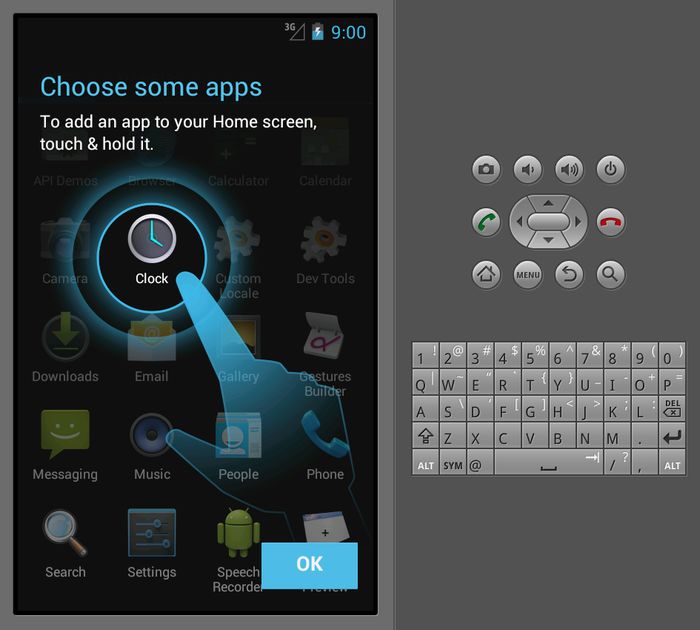 3G 9:00
Choose some apps
To add an app to your Home screen,
touch & hold it.
API Demos Browser Calculator Calendar
Camera Clock Custom Locale Dev Tools
Downloads Email Gallery Gestures Builder
Messaging Music People Phone
Search Settings Speech Recorder Preview
OK
MENU
1 ! 2 @ 3 # 4 $ 5 % 6 ^ 7 & 8 * 9 ( 0 )
Q | W ~ E “ R ` T { Y } U _ I - O + P =
A S \ D ‘ F [ G ] H < J > K ; L : DEL
Z X C V B N M .
ALT SYM @ / ? , ALT